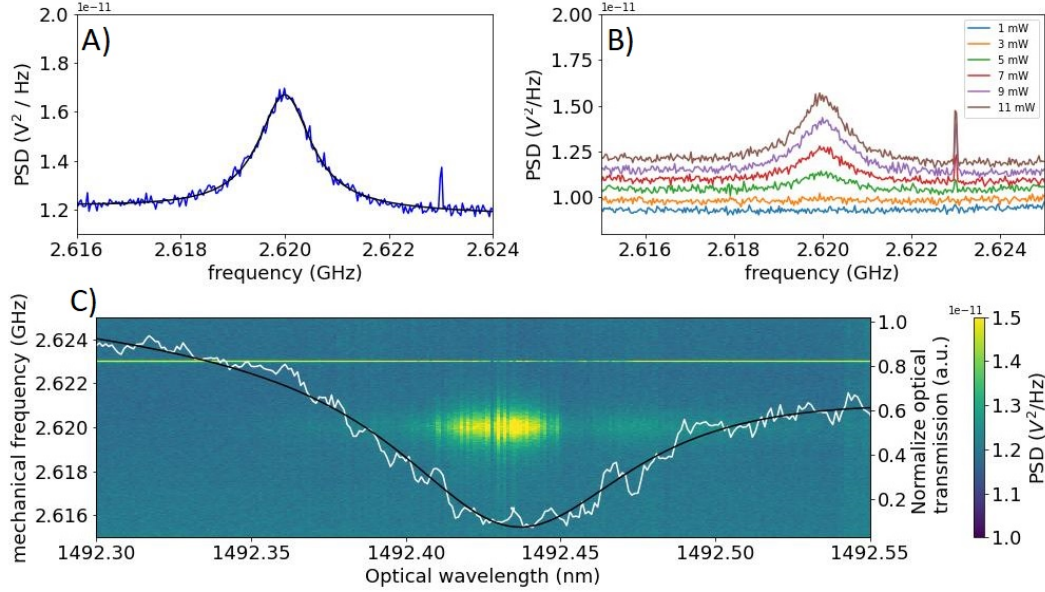 1e−11
A)
2.0
1.8
1.6
1.4
1.2
PSD (V² / Hz)
2.616
2.618
2.620
2.622
2.624
frequency (GHz)
1e−11
B)
2.00
1.75
1.50
1.25
1.00
PSD (V²/Hz)
1 mW
3 mW
5 mW
7 mW
9 mW
11 mW
2.616
2.618
2.620
2.622
2.624
frequency (GHz)
C)
mechanical frequency (GHz)
2.624
2.622
2.620
2.618
2.616
1492.30
1492.35
1492.40
1492.45
1492.50
1492.55
Optical wavelength (nm)
1.0
0.8
0.6
0.4
0.2
Normalize optical
transmission (a.u.)
1e−11
1.5
1.4
1.3
1.2
1.1
1.0
PSD (V²/Hz)